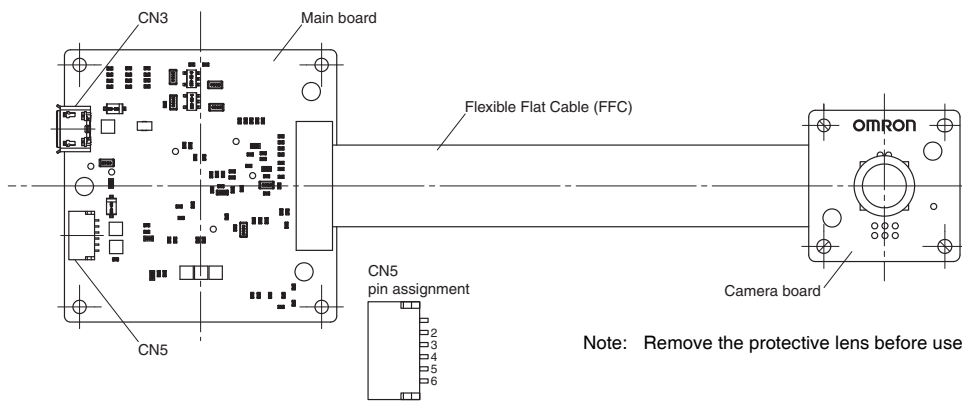 CN3
Main board
Flexible Flat Cable (FFC)
OMRON
CN5
pin assignment
2
3
4
5
6
Camera board
CN5
Note: Remove the protective lens before use